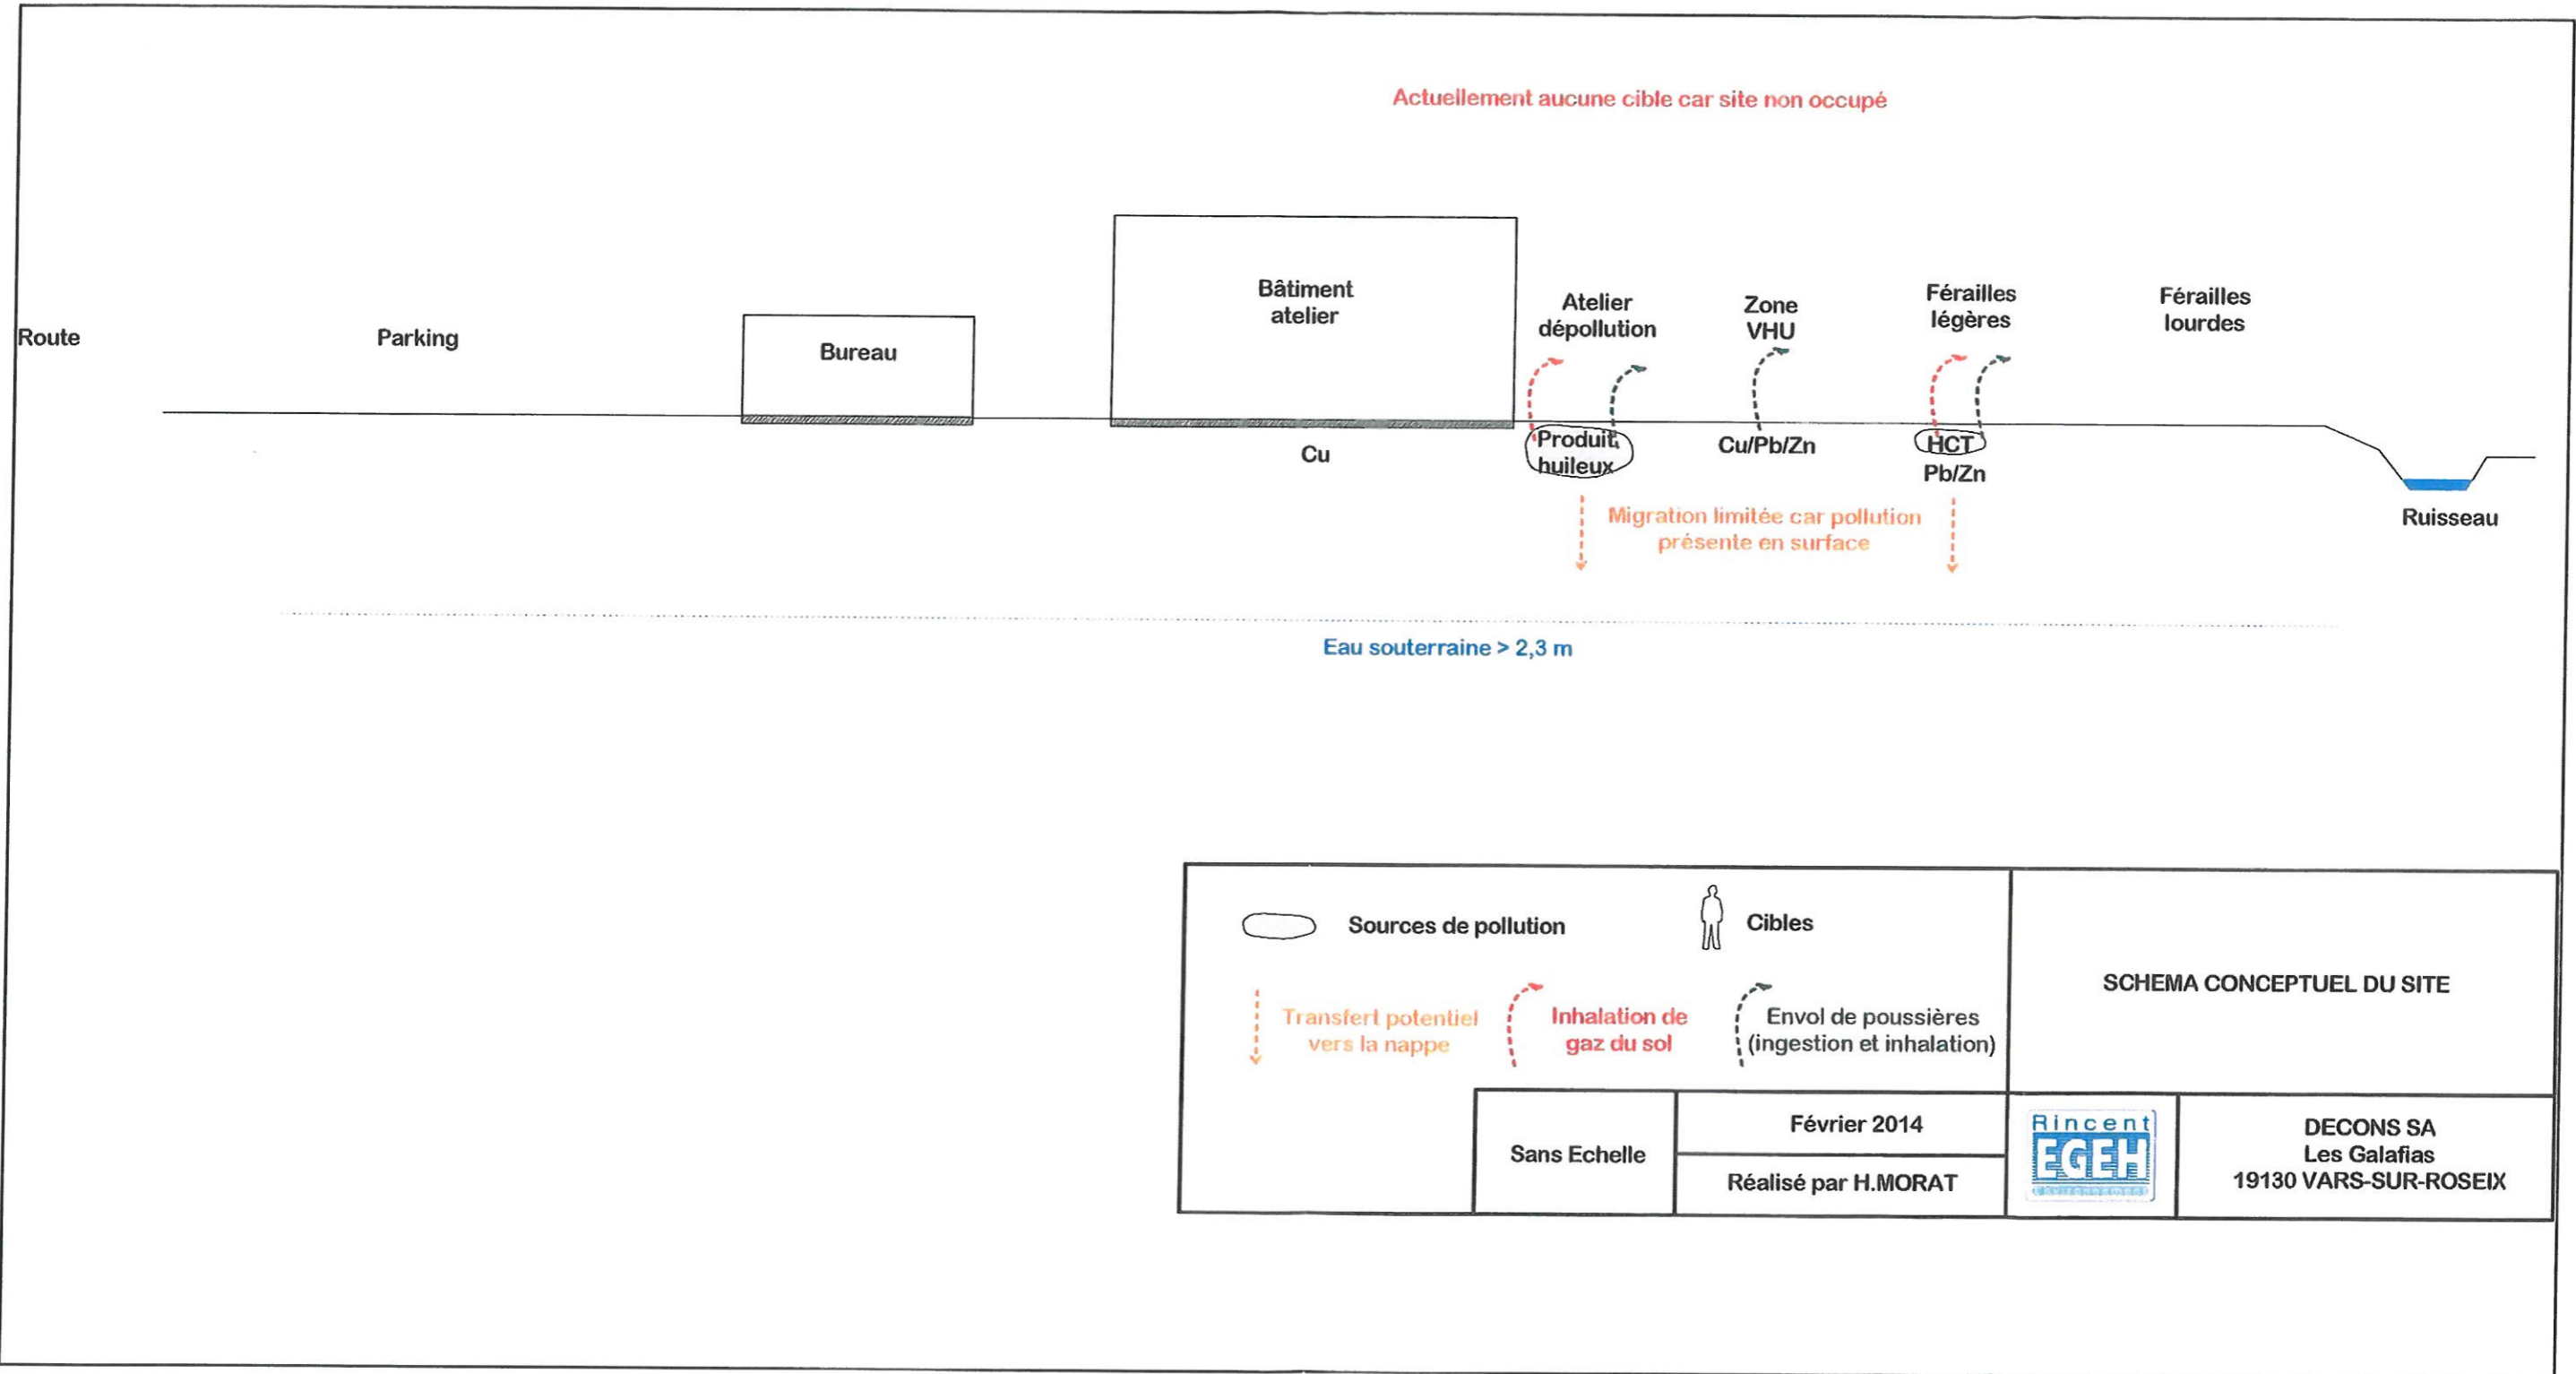 Actuellement aucune cible car site non occupé
Route
Parking
Bureau
Bâtiment
atelier
Atelier
dépollution
Zone
VHU
Férailles
légères
Férailles
lourdes
Cu
Produit
huileux
Cu/Pb/Zn
HCT
Pb/Zn
Migration limitée car pollution
présente en surface
Ruisseau
Eau souterraine > 2,3 m
Sources de pollution
Cibles
Transfert potentiel
vers la nappe
Inhalation de
gaz du sol
Envol de poussières
(ingestion et inhalation)
SCHEMA CONCEPTUEL DU SITE
Sans Echelle
Février 2014
Réalisé par H.MORAT
Rincent
EGEH
environnement
DECONS SA
Les Galafias
19130 VARS-SUR-ROSEIX